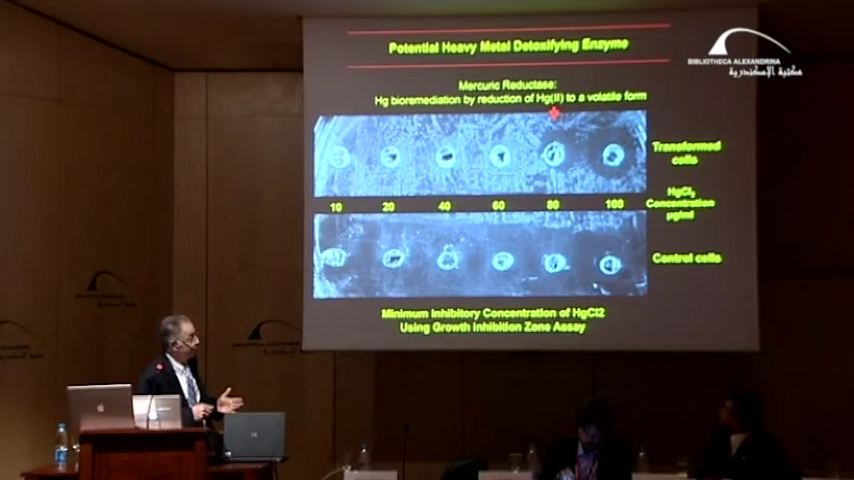 Potential Heavy Metal Detoxifying Enzyme
BIBLIOTHECA ALEXANDRINA
مكتبة الإسكندرية
Mercuric Reductase:
Hg bioremediation by reduction of Hg(II) to a volatile form
Transformed
cells
10 20 40 60 80 100
HgCl2
Concentration
µg/ml
Control cells
Minimum Inhibitory Concentration of HgCl2
Using Growth Inhibition Zone Assay